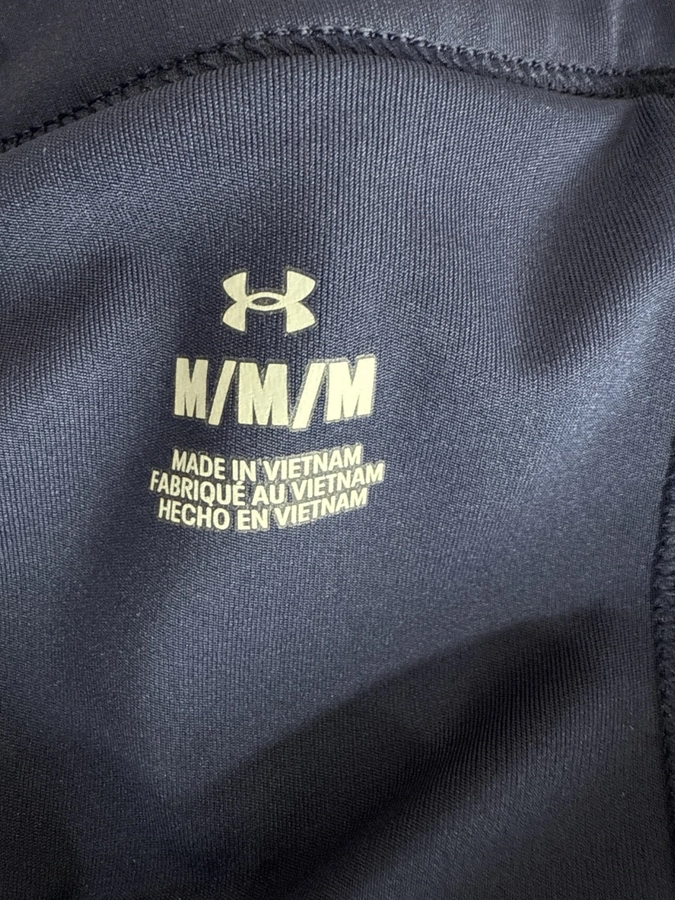 M/M/M
MADE IN VIETNAM
FABRIQUÉ AU VIETNAM
HECHO EN VIETNAM